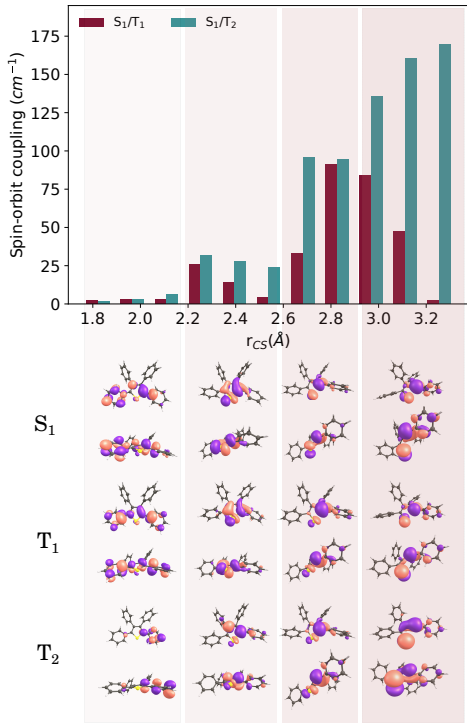 S₁/T₁ S₁/T₂
175
150
125
100
75
50
25
0
Spin-orbit coupling (cm⁻¹)
1.8 2.0 2.2 2.4 2.6 2.8 3.0 3.2
r_CS(Å)
S₁
T₁
T₂